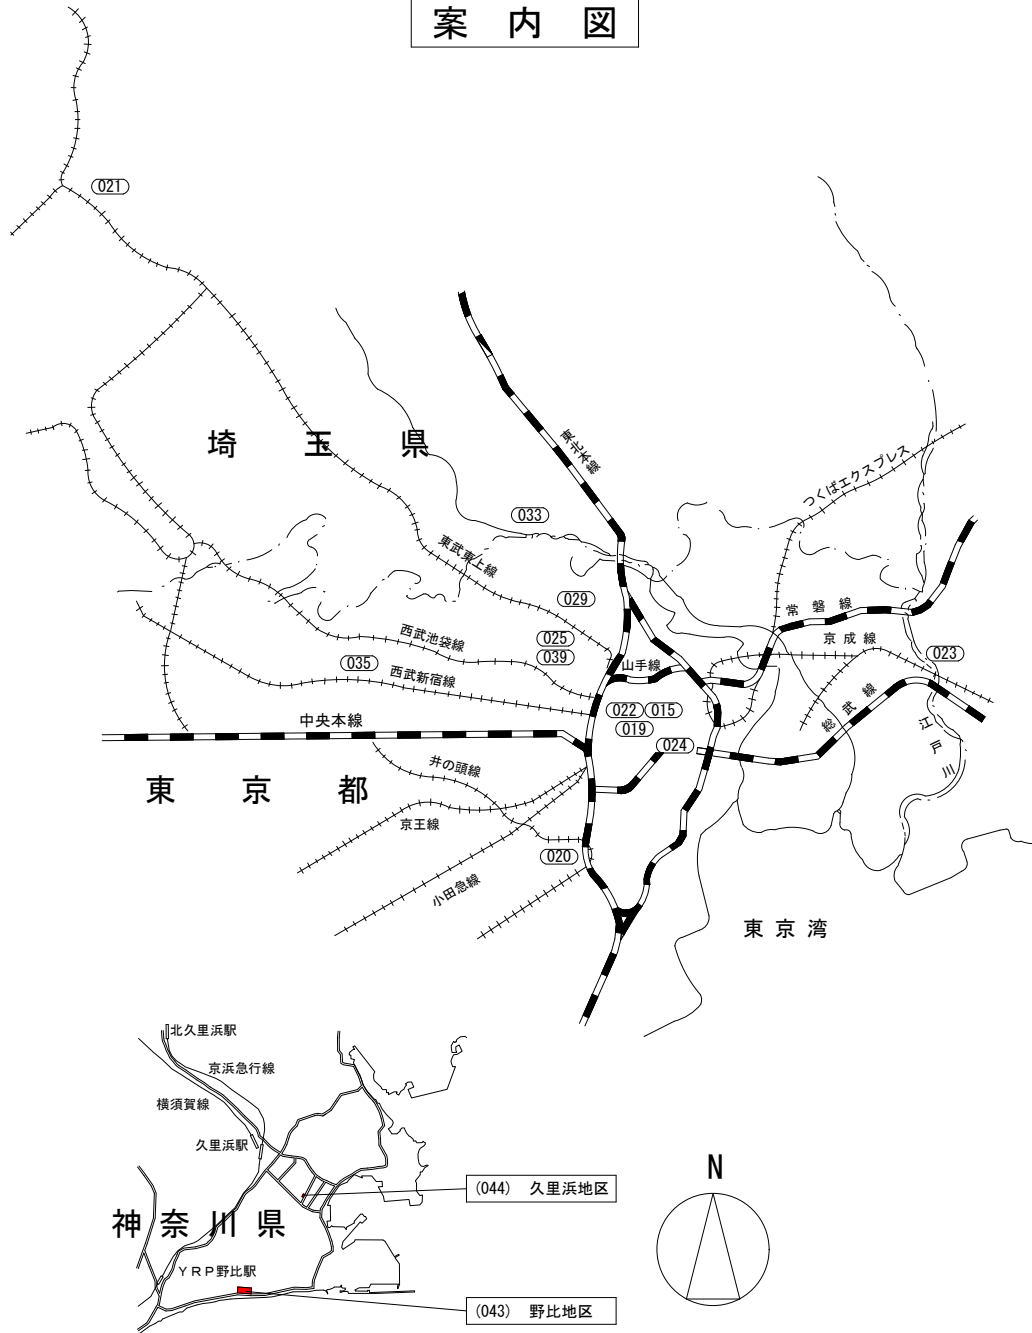 案内図
021
埼玉県
東北本線
つくばエクスプレス
033
東武東上線
029
常磐線
西武池袋線
025
京成線
035
039
山手線
023
西武新宿線
中央本線
022
015
019
総武線
024
江戸川
東京都
井の頭線
京王線
020
小田急線
東京湾
北久里浜駅
京浜急行線
横須賀線
久里浜駅
N
(044) 久里浜地区
神奈川県
YRP野比駅
(043) 野比地区